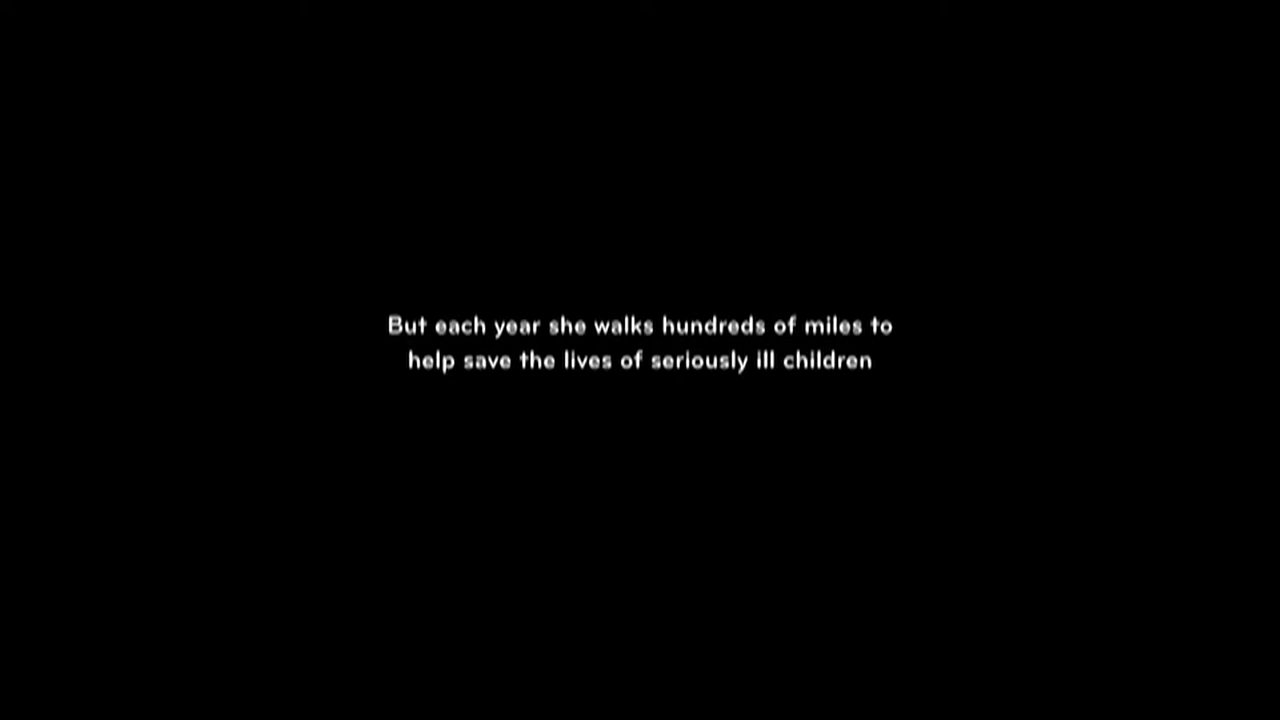 But each year she walks hundreds of miles to
help save the lives of seriously ill children